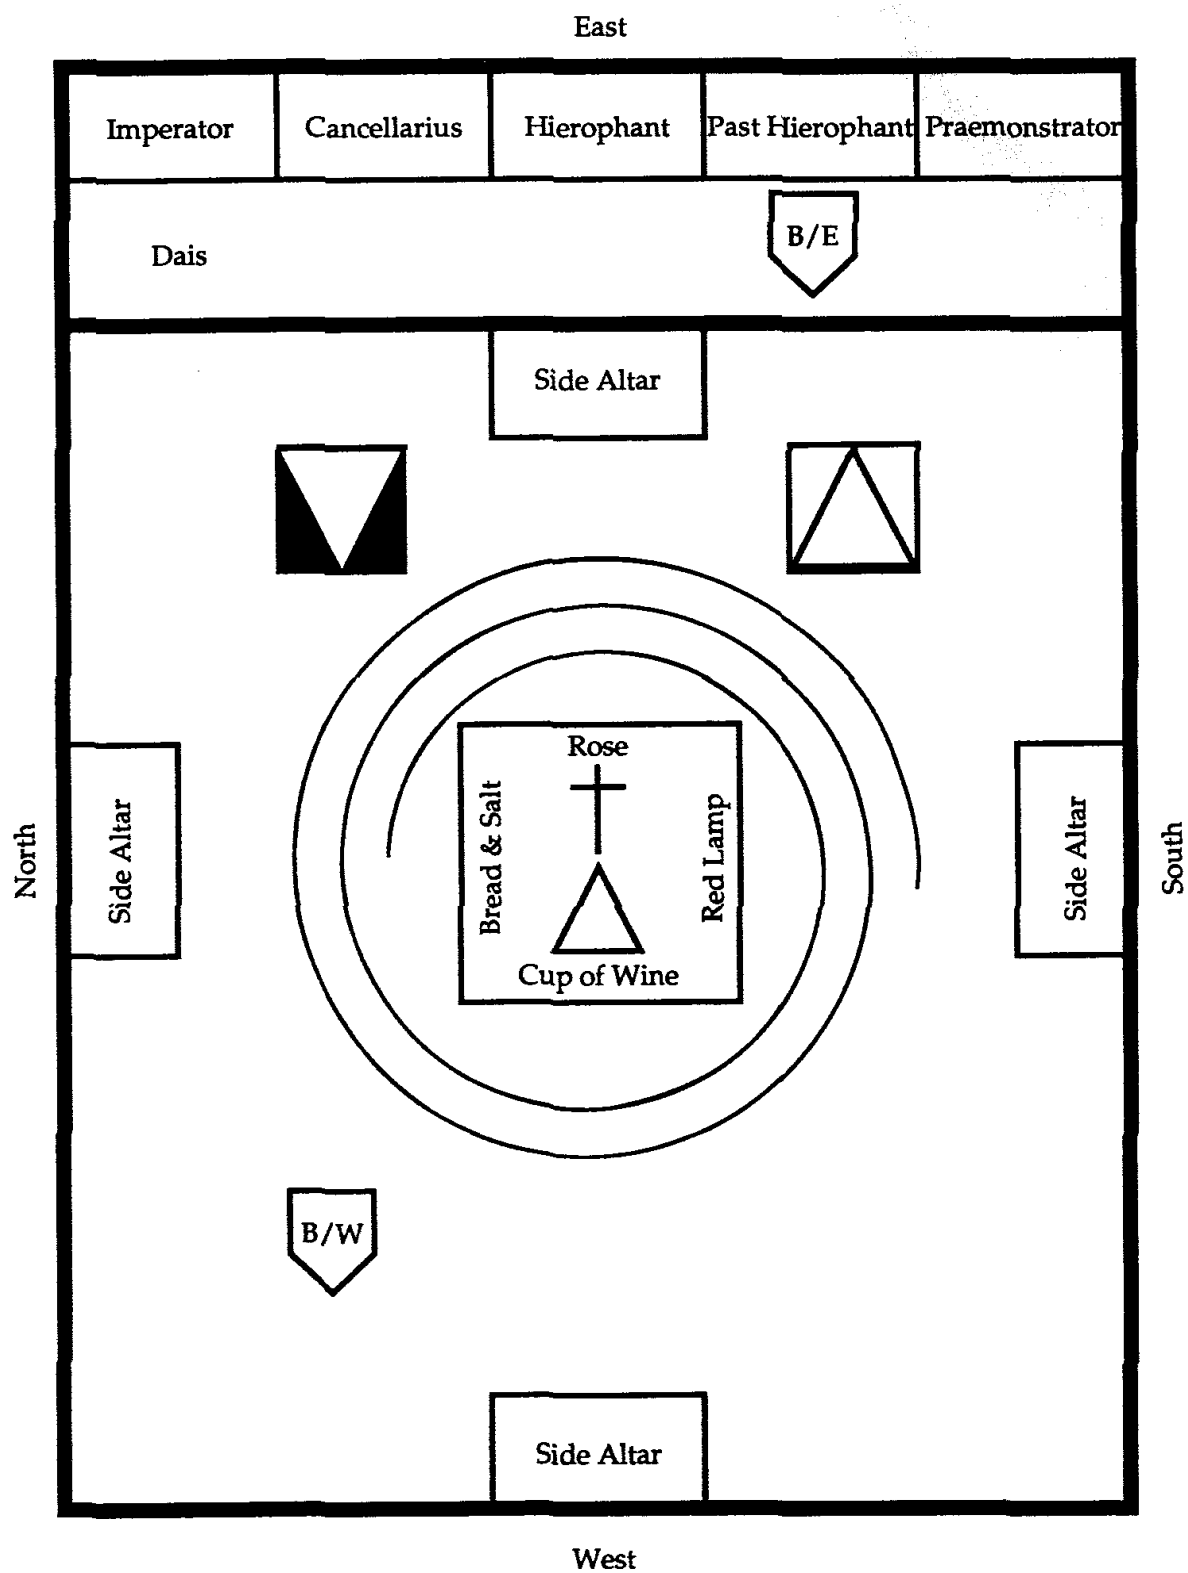 East
Imperator
Cancellarius
Hierophant
Past Hierophant
Praemonstrator
Dais
B/E
Side Altar
North
Side Altar
Rose
Bread & Salt
Red Lamp
Cup of Wine
Side Altar
South
B/W
Side Altar
West